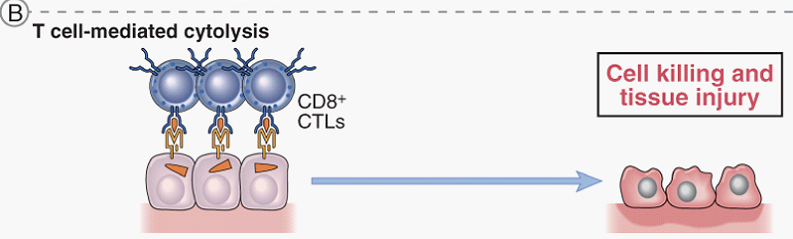 B
T cell-mediated cytolysis
CD8⁺
CTLs
Cell killing and
tissue injury